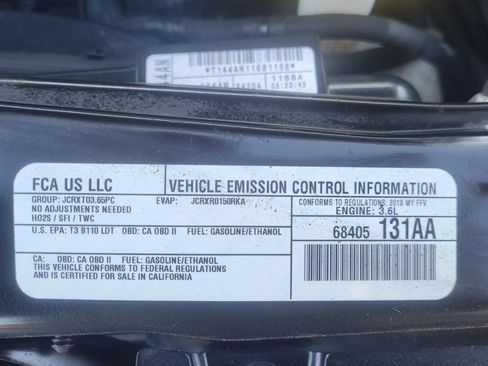 *T144AN11681155*
1168A
FCA US LLC
VEHICLE EMISSION CONTROL INFORMATION
GROUP: JCRXT03.65PC EVAP: JCRXR0150RKA
NO ADJUSTMENTS NEEDED
HO2S / SFI / TWC
CONFORMS TO REGULATIONS: 2018 MY FFV
ENGINE: 3.6L
U.S. EPA: T3 B110 LDT OBD: CA OBD II FUEL: GASOLINE/ETHANOL
68405 131AA
CA: OBD: CA OBD II FUEL: GASOLINE/ETHANOL
CONFORMS TO FEDERAL REGULATIONS
AND IS CERTIFIED FOR SALE IN CALIFORNIA